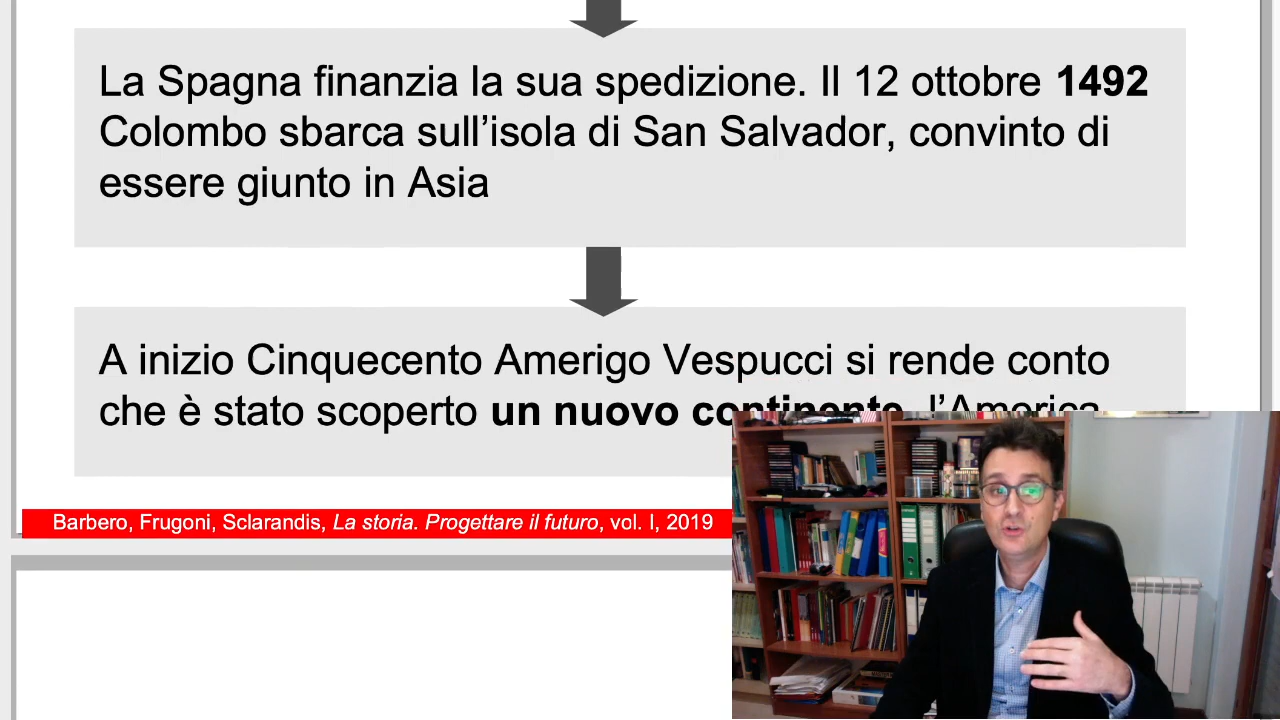 La Spagna finanzia la sua spedizione. Il 12 ottobre 1492
Colombo sbarca sull’isola di San Salvador, convinto di
essere giunto in Asia
A inizio Cinquecento Amerigo Vespucci si rende conto
che è stato scoperto un nuovo continente, l’America
Barbero, Frugoni, Sclarandis, La storia. Progettare il futuro, vol. I, 2019